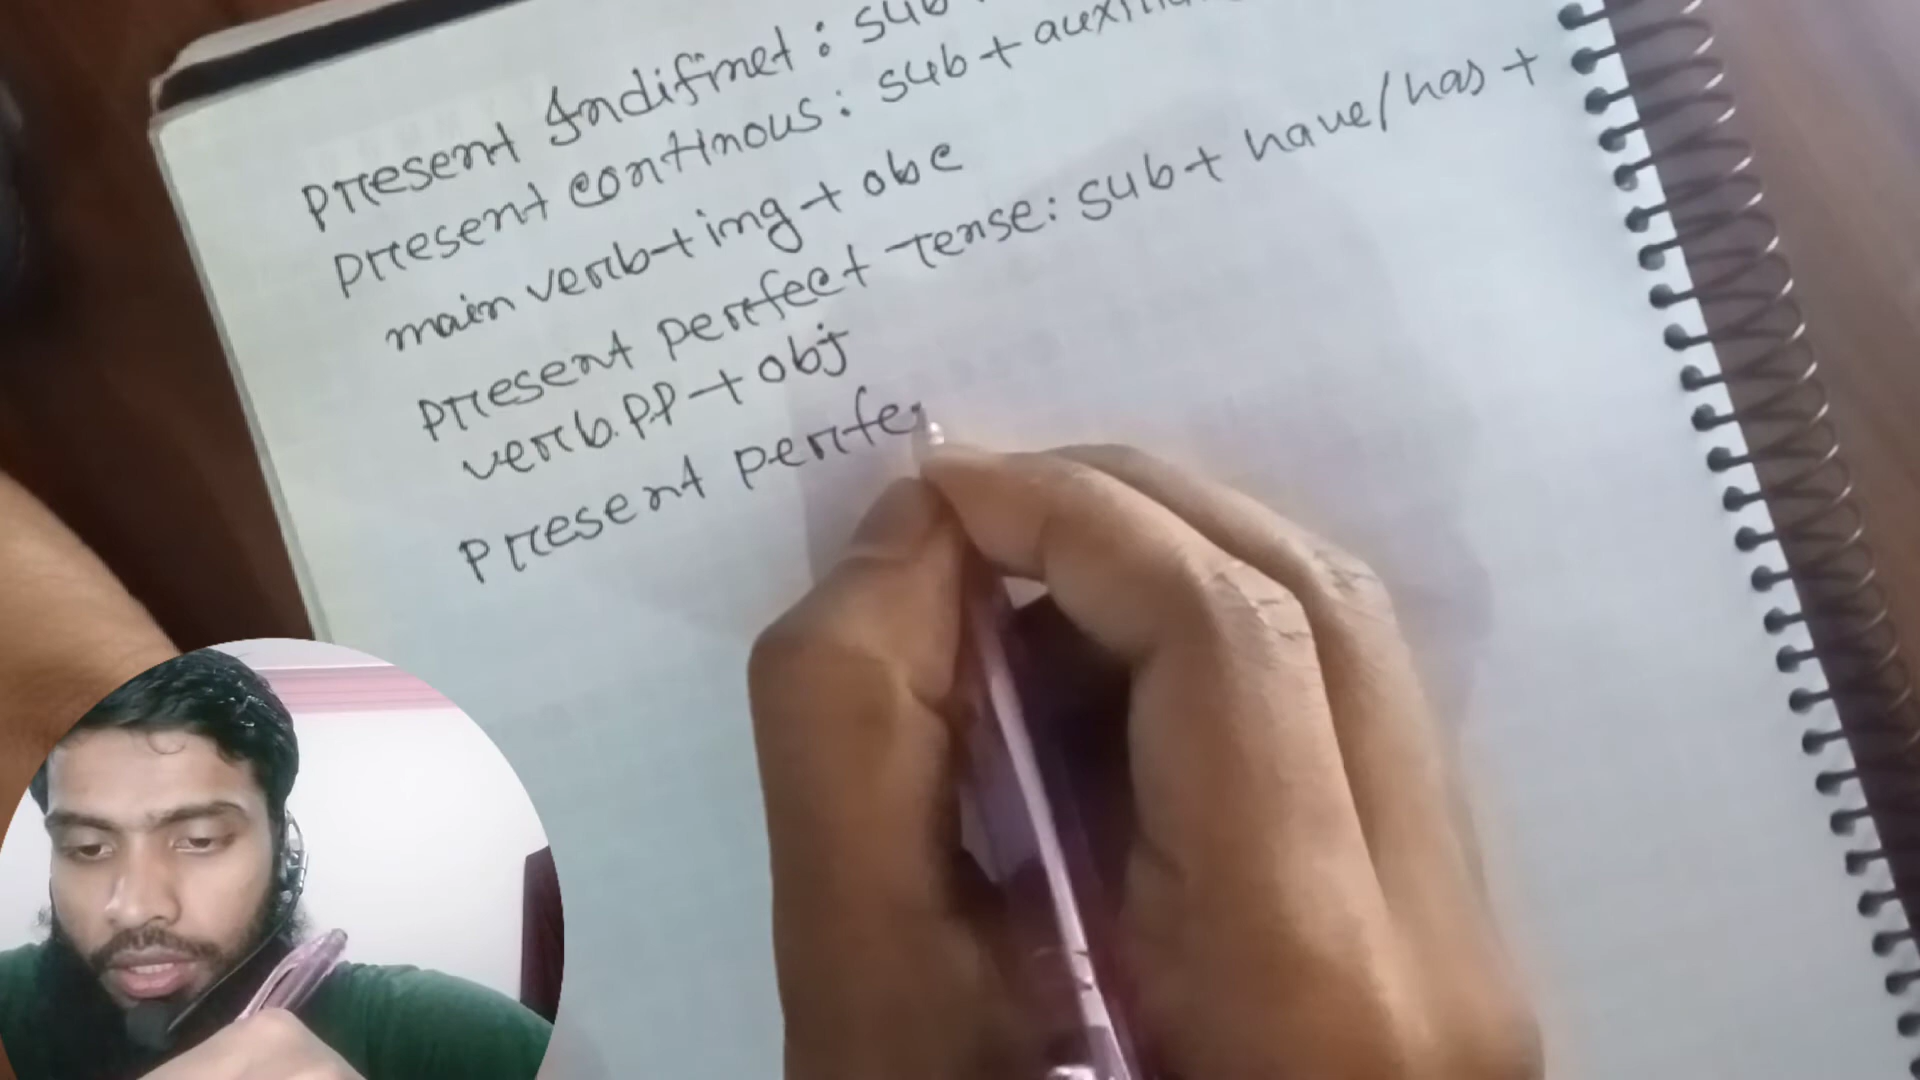 Present Indifinet : sub
Present continous : sub + auxiliar
main verb + ing + obe
Present perfect tense: sub + have/has +
verb.pp + obj
Present perfe